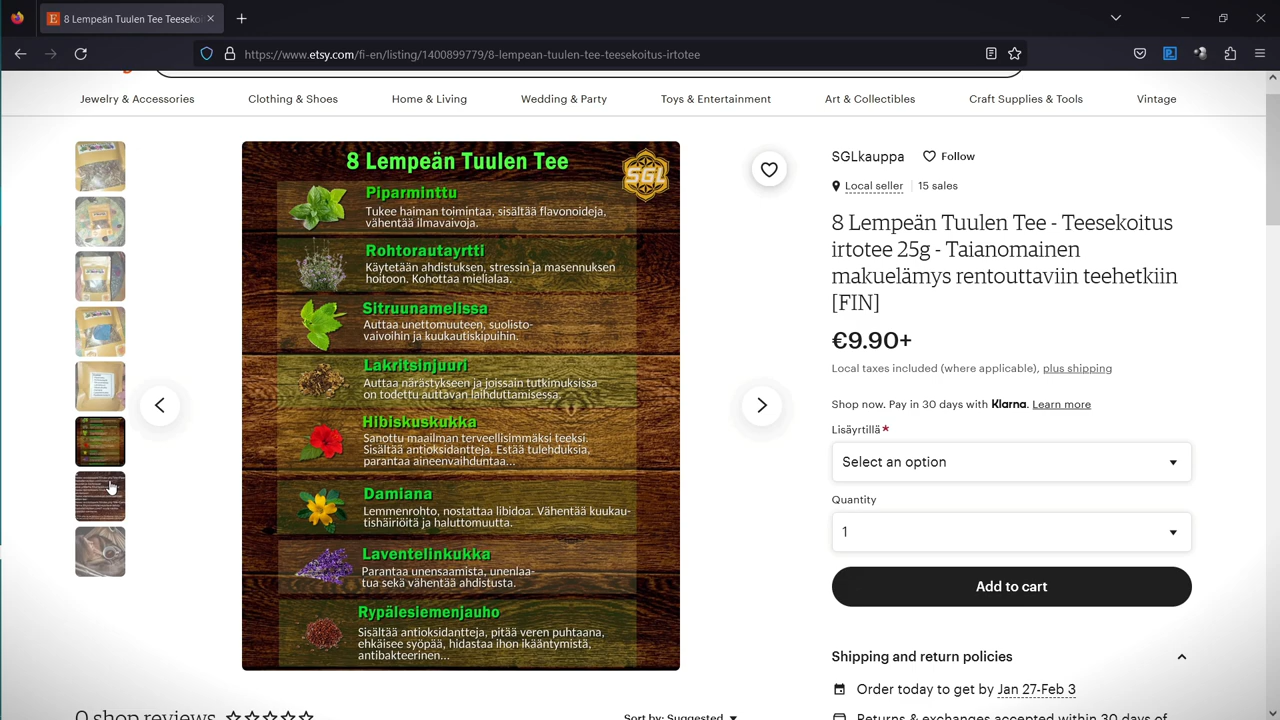 8 Lempeän Tuulen Tee Teeseko
https://www.etsy.com/fi-en/listing/1400899779/8-lempean-tuulen-tee-teesekoitus-irtotee
Jewelry & Accessories
Clothing & Shoes
Home & Living
Wedding & Party
Toys & Entertainment
Art & Collectibles
Craft Supplies & Tools
Vintage
8 Lempeän Tuulen Tee
SGL
Piparminttu
Tukee haiman toimintaa, sisältää flavonoideja,
vähentää ilmavaivoja.
Rohtorautayrtti
Käytetään ahdistuksen, stressin ja masennuksen
hoitoon. Kohottaa mielialaa.
Sitruunamelissa
Auttaa unettomuuteen, suolisto-
vaivoihin ja kuukautiskipuihin.
Lakritsinjuuri
Auttaa närästykseen ja joissain tutkimuksissa
on todettu auttavan laihduttamisessa.
Hibiskuskukka
Sanottu maailman terveellisimmäksi teeksi.
Sisältää antioksidantteja. Estää tulehduksia,
parantaa aineenvaihduntaa...
Damiana
Lemmenrohto, nostattaa libidoa. Vähentää kuukau-
tishäiriöitä ja haluttomuutta.
Laventelinkukka
Parantaa unensaamista, unenlaa-
tua sekä vähentää ahdistusta.
Rypälesiemenjauho
Sisältää antioksidantteja, pitää veren puhtaana,
ehkäisee syöpää, hidastaa ihon ikääntymistä,
antibakteerinen...
SGLkauppa
Follow
Local seller
15 sales
8 Lempeän Tuulen Tee - Teesekoitus
irtotee 25g - Taianomainen
makuelämys rentouttaviin teehetkiin
[FIN]
€9.90+
Local taxes included (where applicable), plus shipping
Shop now. Pay in 30 days with Klarna. Learn more
Lisäyrtillä *
Select an option
Quantity
1
Add to cart
Shipping and return policies
Order today to get by Jan 27-Feb 3
Returns & exchanges accepted within 30 days of
0 shop reviews
Sort by: Suggested